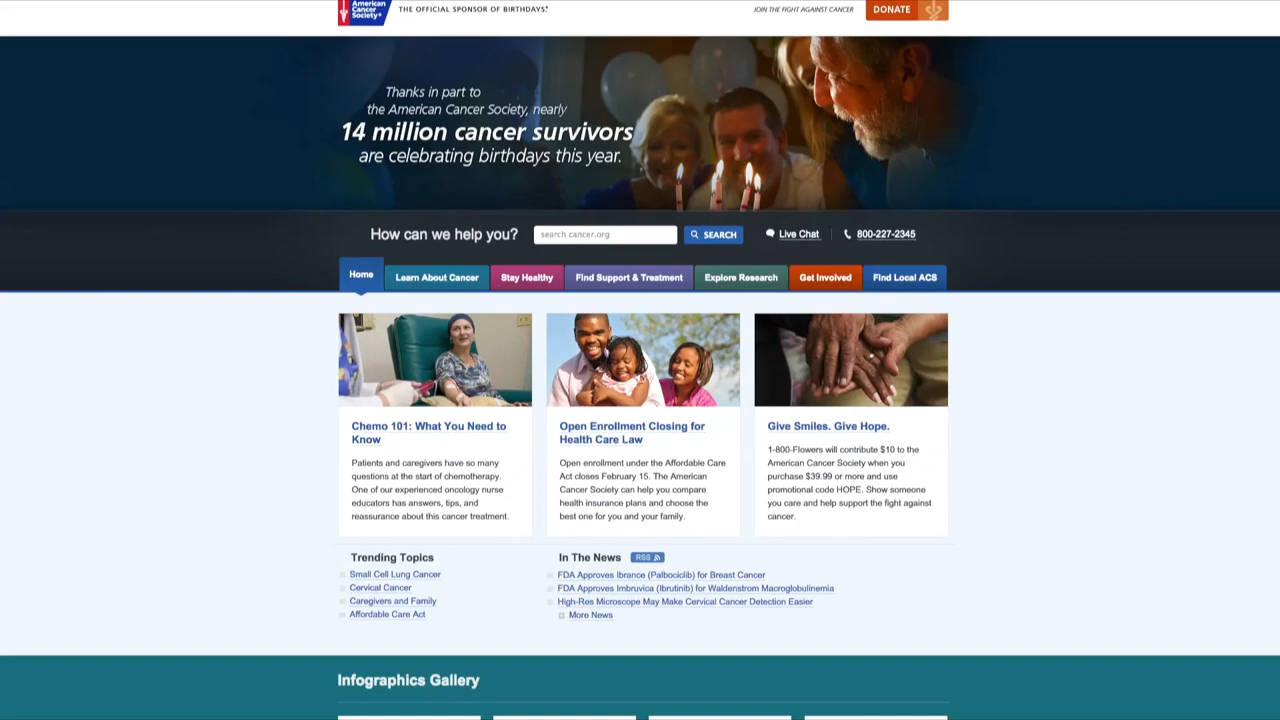 American
Cancer
Society®
THE OFFICIAL SPONSOR OF BIRTHDAYS.®
JOIN THE FIGHT AGAINST CANCER
DONATE
Thanks in part to
the American Cancer Society, nearly
14 million cancer survivors
are celebrating birthdays this year.
How can we help you?
search cancer.org
SEARCH
Live Chat
800-227-2345
Home
Learn About Cancer
Stay Healthy
Find Support & Treatment
Explore Research
Get Involved
Find Local ACS
Chemo 101: What You Need to
Know
Patients and caregivers have so many
questions at the start of chemotherapy.
One of our experienced oncology nurse
educators has answers, tips, and
reassurance about this cancer treatment.
Open Enrollment Closing for
Health Care Law
Open enrollment under the Affordable Care
Act closes February 15. The American
Cancer Society can help you compare
health insurance plans and choose the
best one for you and your family.
Give Smiles. Give Hope.
1-800-Flowers will contribute $10 to the
American Cancer Society when you
purchase $39.99 or more and use
promotional code HOPE. Show someone
you care and help support the fight against
cancer.
Trending Topics
Small Cell Lung Cancer
Cervical Cancer
Caregivers and Family
Affordable Care Act
In The News
RSS
FDA Approves Ibrance (Palbociclib) for Breast Cancer
FDA Approves Imbruvica (Ibrutinib) for Waldenstrom Macroglobulinemia
High-Res Microscope May Make Cervical Cancer Detection Easier
More News
Infographics Gallery